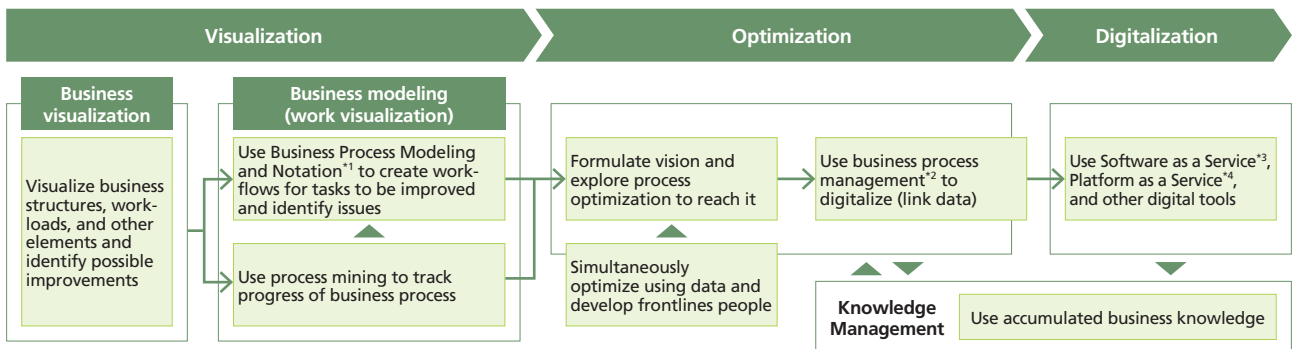 Visualization
Optimization
Digitalization
Business
visualization
Visualize business
structures, work-
loads, and other
elements and
identify possible
improvements
Business modeling
(work visualization)
Use Business Process Modeling
and Notation*1 to create work-
flows for tasks to be improved
and identify issues
Use process mining to track
progress of business process
Formulate vision and
explore process
optimization to reach it
Simultaneously
optimize using data and
develop frontlines people
Use business process
management*2 to
digitalize (link data)
Use Software as a Service*3,
Platform as a Service*4,
and other digital tools
Knowledge
Management
Use accumulated business knowledge